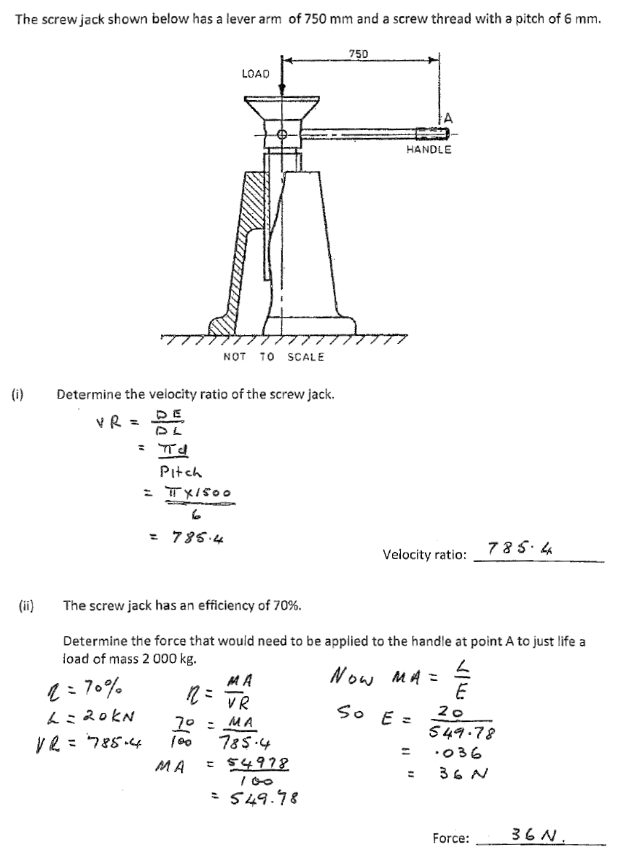 The screw jack shown below has a lever arm of 750 mm and a screw thread with a pitch of 6 mm.
750
LOAD
A
HANDLE
NOT TO SCALE
(i) Determine the velocity ratio of the screw jack.
VR = DE / DL
= πd / Pitch
= π×1500 / 6
= 785.4
Velocity ratio: 785.4
(ii) The screw jack has an efficiency of 70%.
Determine the force that would need to be applied to the handle at point A to just life a
load of mass 2 000 kg.
η = 70%
L = 20kN
VR = 785.4
η = MA / VR
70 / 100 = MA / 785.4
MA = 54978 / 100
= 549.78
Now MA = L / E
So E = 20 / 549.78
= .036
= 36 N
Force: 36 N.